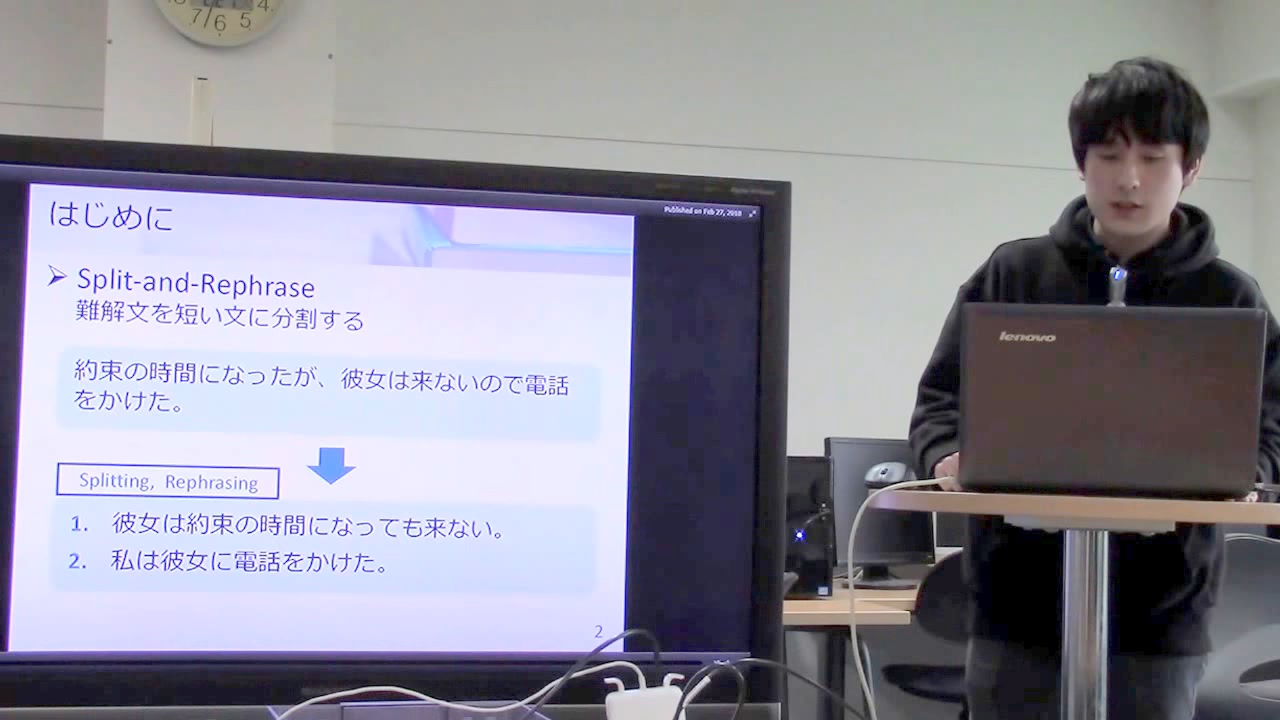 7 6 5 4
Published on Feb 27, 2018
はじめに
➢ Split-and-Rephrase
難解文を短い文に分割する
約束の時間になったが、彼女は来ないので電話
をかけた。
Splitting, Rephrasing
1. 彼女は約束の時間になっても来ない。
2. 私は彼女に電話をかけた。
2
lenovo